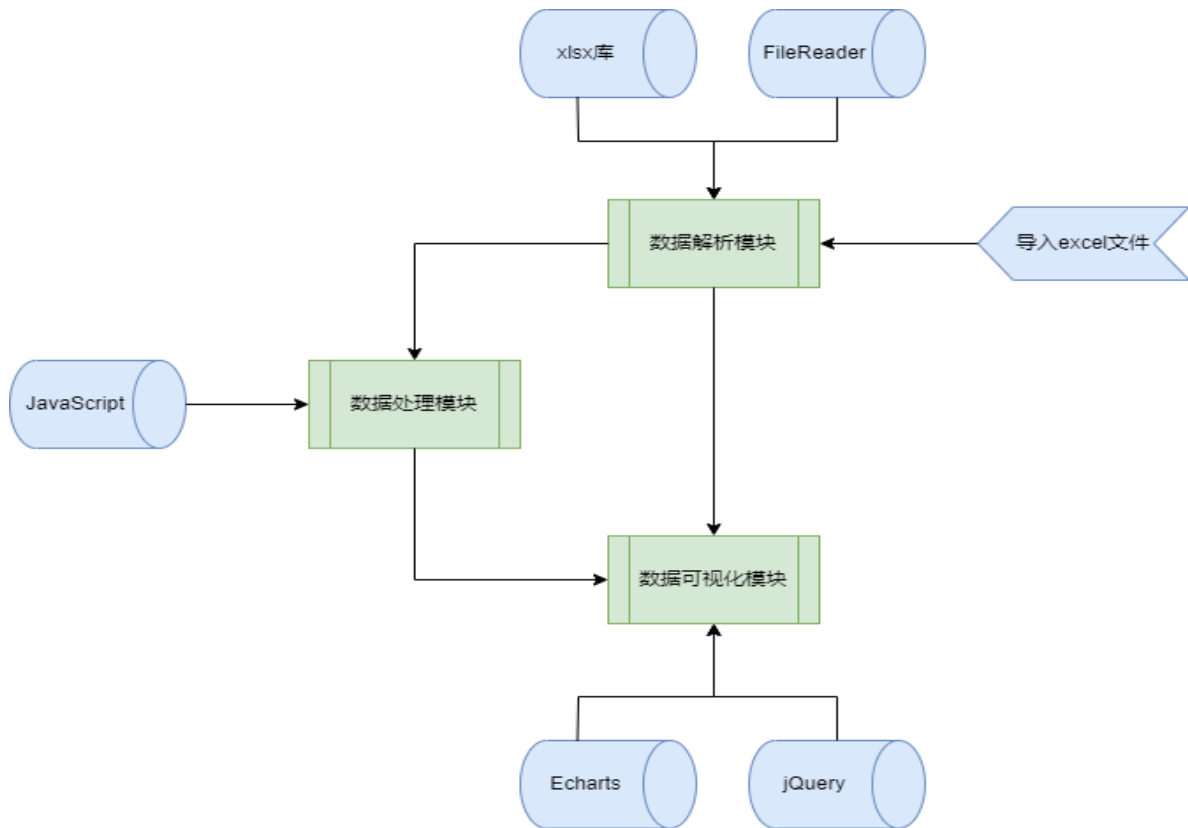 xlsx库
FileReader
数据解析模块
导入excel文件
JavaScript
数据处理模块
数据可视化模块
Echarts
jQuery